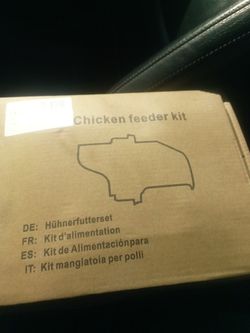 Chicken feeder kit
DE: Hühnerfutterset
FR: Kit d'alimentation
ES: Kit de Alimentaciónpara
IT: Kit mangiatoia per polli